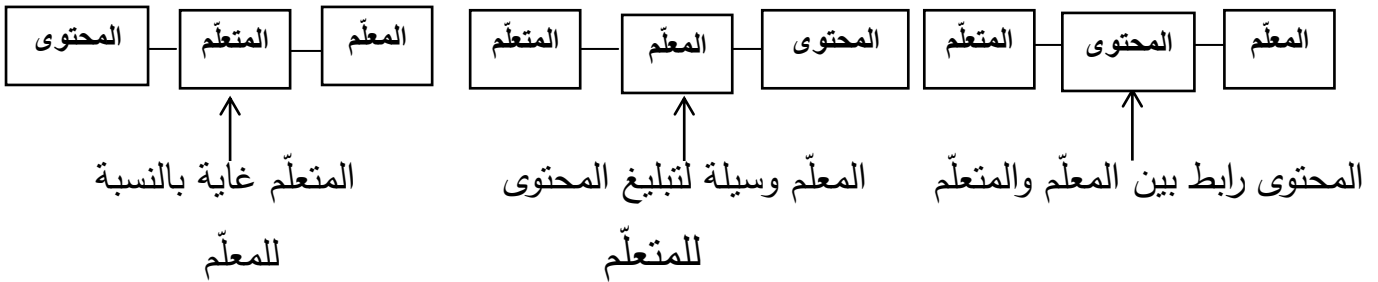 المعلّم المحتوى المتعلّم المحتوى المعلّم المتعلّم المعلّم المتعلّم المحتوى
المحتوى رابط بين المعلّم والمتعلّم المعلّم وسيلة لتبليغ المحتوى المتعلّم غاية بالنسبة
للمتعلّم للمعلّم